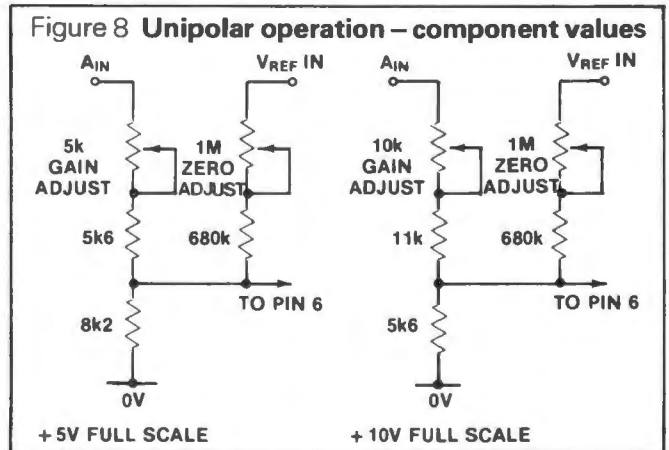 Figure 8 Unipolar operation – component values
AIN
VREF IN
5k
GAIN
ADJUST
1M
ZERO
ADJUST
5k6
680k
TO PIN 6
8k2
0V
+ 5V FULL SCALE
AIN
VREF IN
10k
GAIN
ADJUST
1M
ZERO
ADJUST
11k
680k
TO PIN 6
5k6
0V
+ 10V FULL SCALE